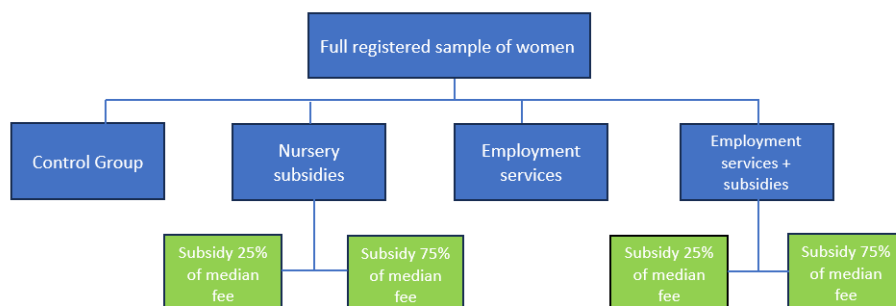 Full registered sample of women
Control Group
Nursery
subsidies
Employment
services
Employment
services +
subsidies
Subsidy 25%
of median
fee
Subsidy 75%
of median
fee
Subsidy 25%
of median
fee
Subsidy 75%
of median
fee